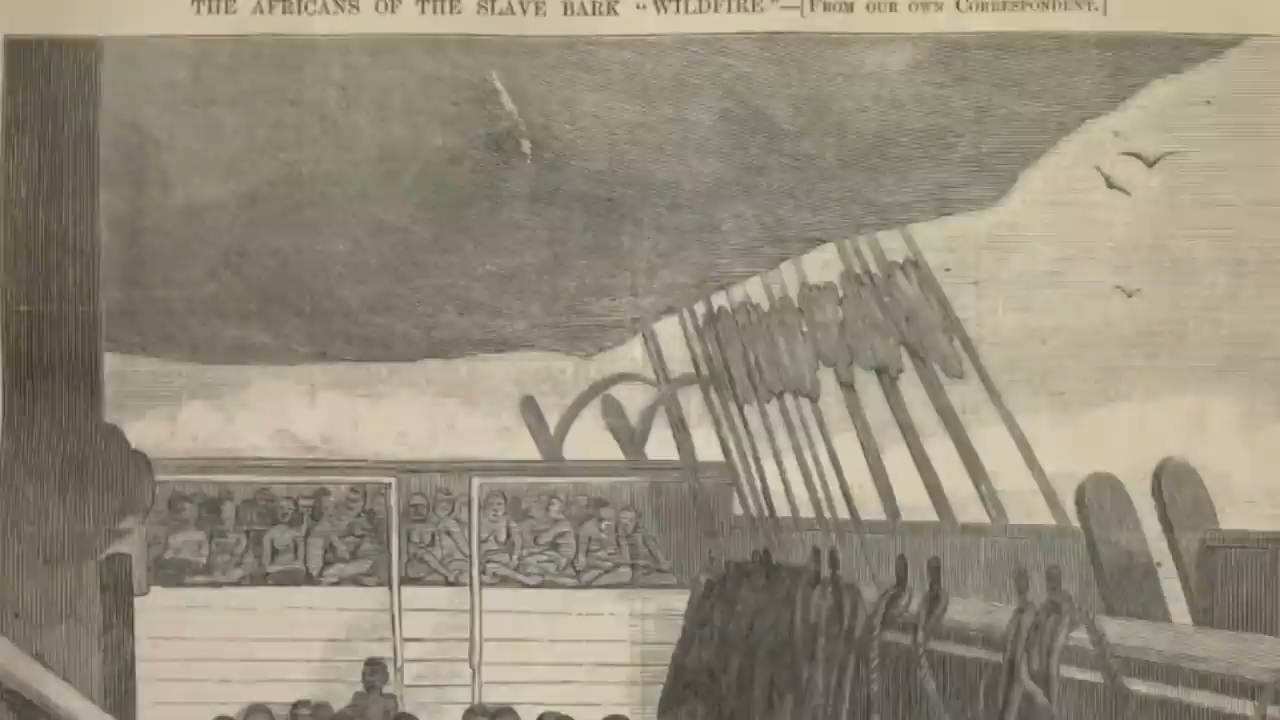 THE AFRICANS OF THE SLAVE BARK "WILDFIRE."—[FROM OUR OWN CORRESPONDENT.]